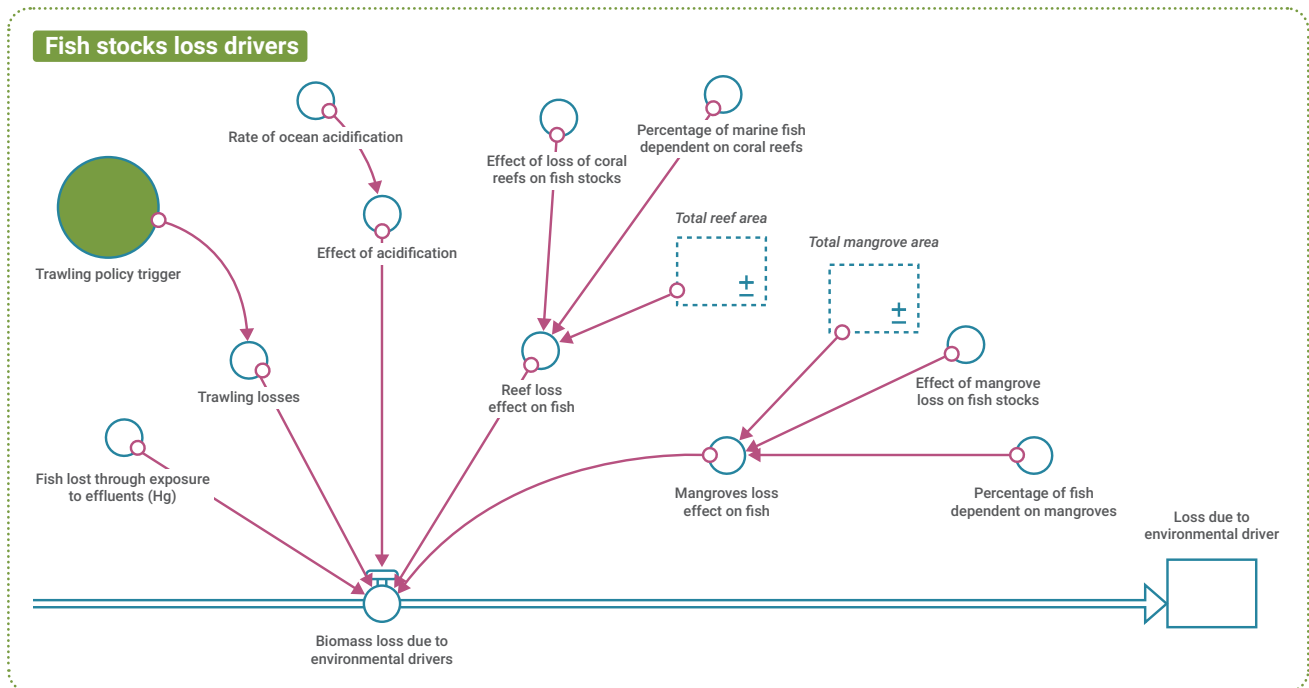 Fish stocks loss drivers
Rate of ocean acidification
Percentage of marine fish
dependent on coral reefs
Effect of loss of coral
reefs on fish stocks
Total reef area
Total mangrove area
Effect of acidification
Trawling policy trigger
±
±
Effect of mangrove
loss on fish stocks
Reef loss
effect on fish
Trawling losses
Fish lost through exposure
to effluents (Hg)
Mangroves loss
effect on fish
Percentage of fish
dependent on mangroves
Loss due to
environmental driver
Biomass loss due to
environmental drivers